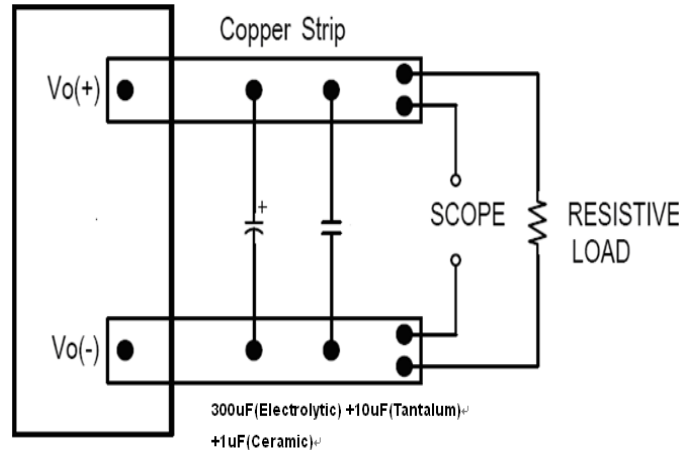 Copper Strip
Vo(+)
+
SCOPE
RESISTIVE
LOAD
Vo(-)
300uF(Electrolytic) +10uF(Tantalum)↵
+1uF(Ceramic)↵